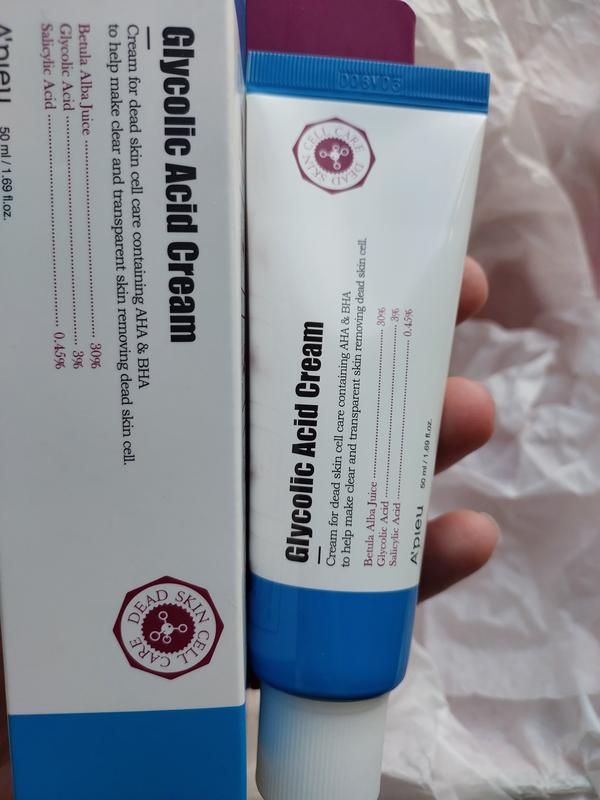 Glycolic Acid Cream
Cream for dead skin cell care containing AHA & BHA
to help make clear and transparent skin removing dead skin cell.
Betula Alba Juice 30%
Glycolic Acid 3%
Salicylic Acid 0.45%
A'pieu 50 ml / 1.69 fl.oz.
DEAD SKIN CELL CARE
DEAD SKIN CELL CARE
Glycolic Acid Cream
Cream for dead skin cell care containing AHA & BHA
to help make clear and transparent skin removing dead skin cell.
Betula Alba Juice 30%
Glycolic Acid 3%
Salicylic Acid 0.45%
A'pieu 50 ml / 1.69 fl.oz.